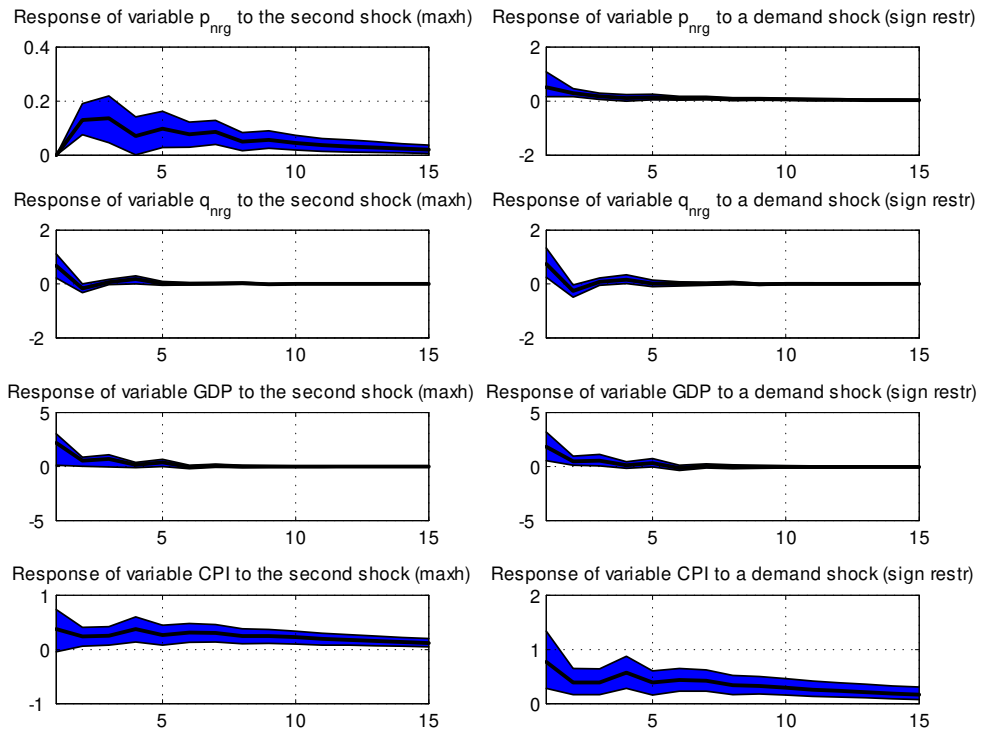 Response of variable p_nrg to the second shock (maxh)
0.4
0.2
0
5 10 15
Response of variable p_nrg to a demand shock (sign restr)
2
0
-2
5 10 15
Response of variable q_nrg to the second shock (maxh)
2
0
-2
5 10 15
Response of variable q_nrg to a demand shock (sign restr)
2
0
-2
5 10 15
Response of variable GDP to the second shock (maxh)
5
0
-5
5 10 15
Response of variable GDP to a demand shock (sign restr)
5
0
-5
5 10 15
Response of variable CPI to the second shock (maxh)
1
0
-1
5 10 15
Response of variable CPI to a demand shock (sign restr)
2
1
0
5 10 15